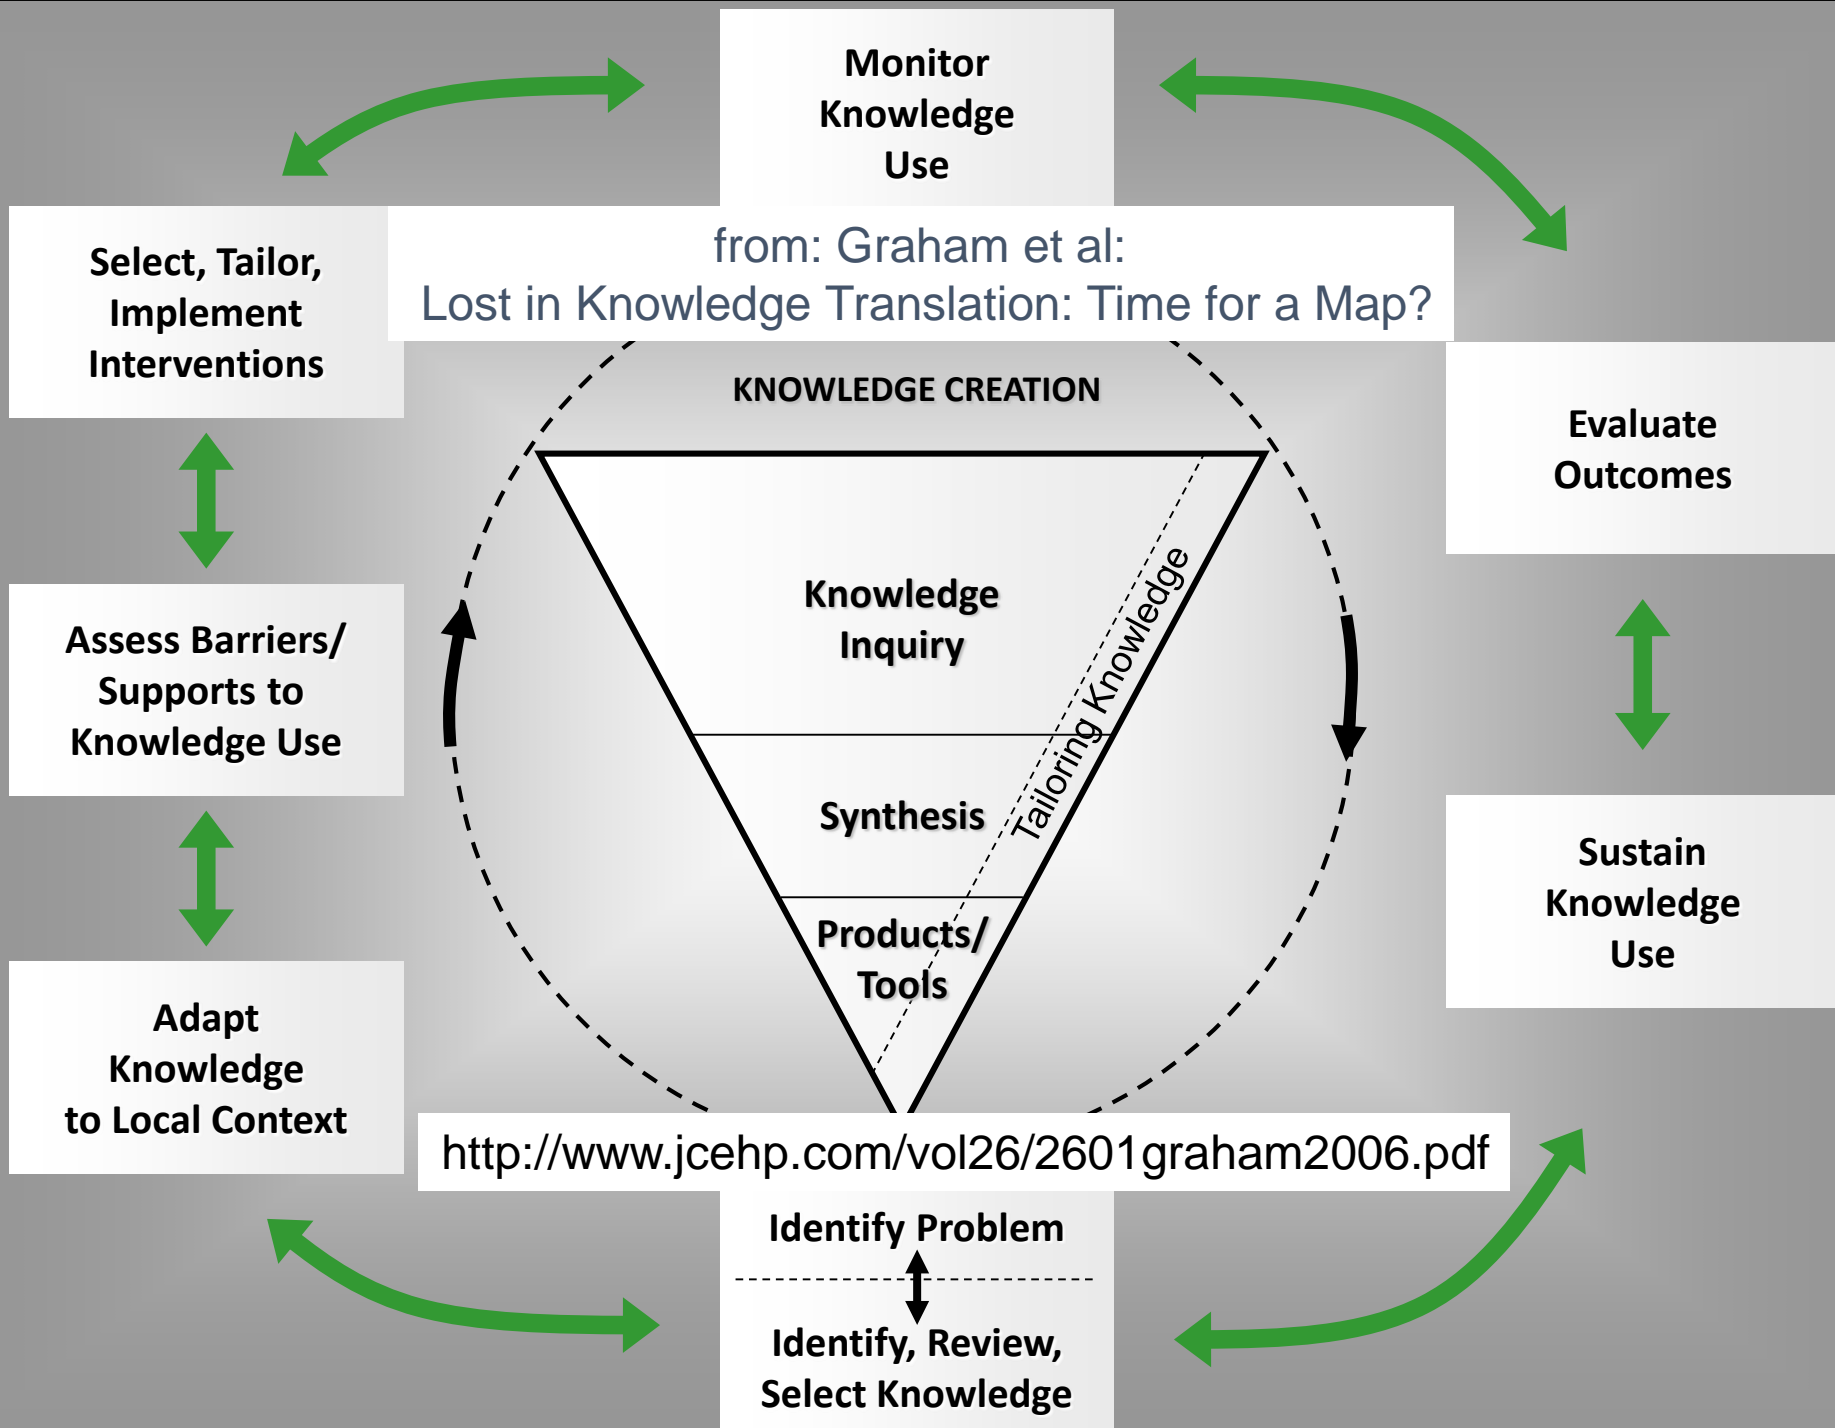 Monitor
Knowledge
Use
from: Graham et al:
Lost in Knowledge Translation: Time for a Map?
Select, Tailor,
Implement
Interventions
KNOWLEDGE CREATION
Evaluate
Outcomes
Knowledge
Inquiry
Tailoring Knowledge
Assess Barriers/
Supports to
Knowledge Use
Synthesis
Sustain
Knowledge
Use
Products/
Tools
Adapt
Knowledge
to Local Context
http://www.jcehp.com/vol26/2601graham2006.pdf
Identify Problem
Identify, Review,
Select Knowledge